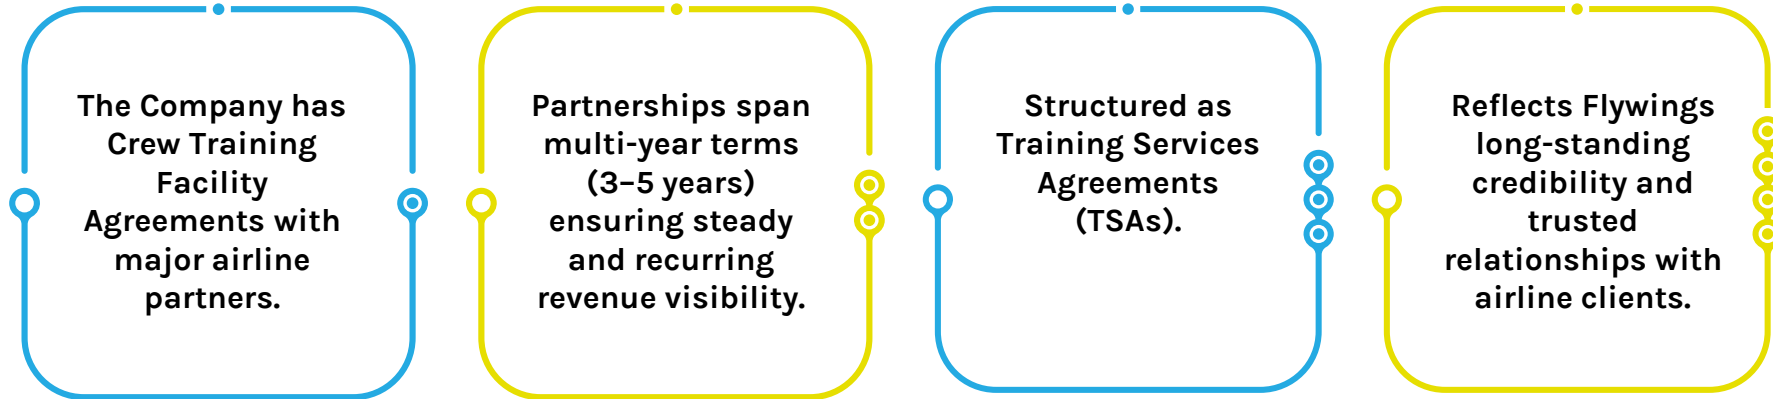 The Company has
Crew Training
Facility
Agreements with
major airline
partners.
Partnerships span
multi-year terms
(3–5 years)
ensuring steady
and recurring
revenue visibility.
Structured as
Training Services
Agreements
(TSAs).
Reflects Flywings
long-standing
credibility and
trusted
relationships with
airline clients.